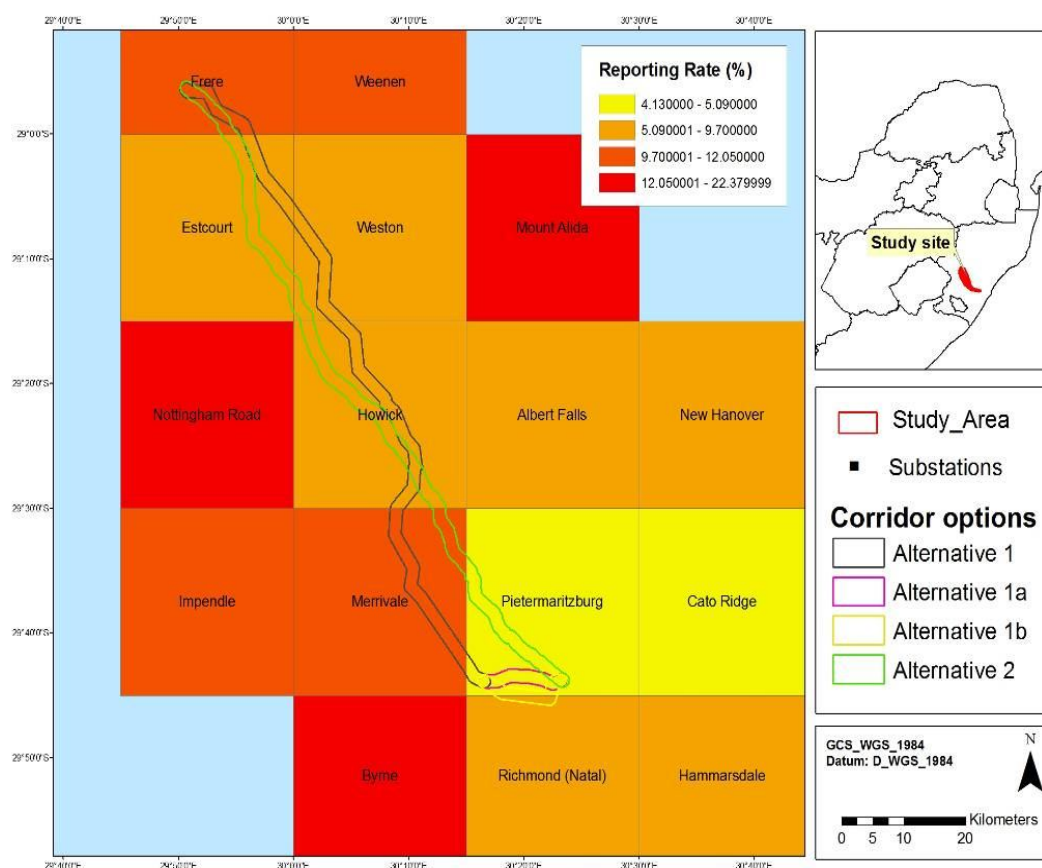 29°40'0"E 29°50'0"E 30°0'0"E 30°10'0"E 30°20'0"E 30°30'0"E 30°40'0"E
Reporting Rate (%)
4.130000 - 5.090000
5.090001 - 9.700000
9.700001 - 12.050000
12.050001 - 22.379999
Frere Weenen
29°0'0"S
Estcourt Weston Mount Alida
29°10'0"S
29°20'0"S
Nottingham Road Howick Albert Falls New Hanover
29°30'0"S
Impendle Merrivale Pietermaritzburg Cato Ridge
29°40'0"S
29°50'0"S
Byrne Richmond (Natal) Hammarsdale
29°40'0"E 29°50'0"E 30°0'0"E 30°10'0"E 30°20'0"E 30°30'0"E 30°40'0"E
Study site
Study_Area
Substations
Corridor options
Alternative 1
Alternative 1a
Alternative 1b
Alternative 2
GCS_WGS_1984
Datum: D_WGS_1984
N
Kilometers
0 5 10 20